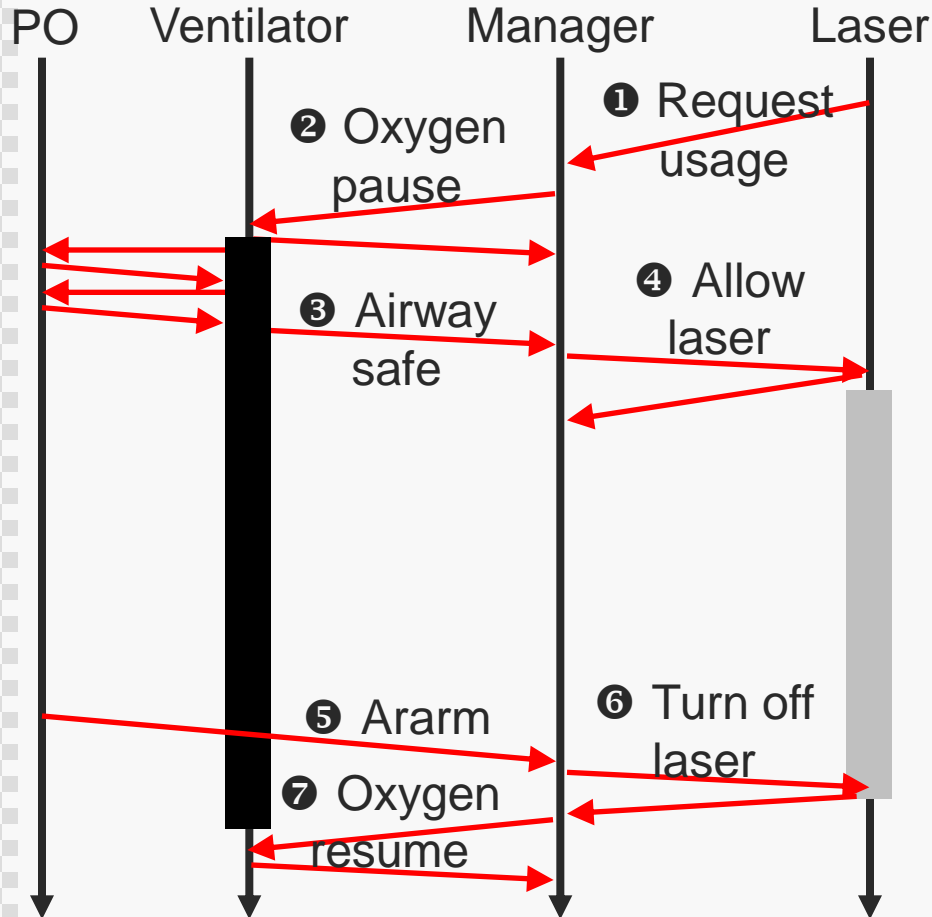 PO
Ventilator
Manager
Laser
❶ Request
usage
❷ Oxygen
pause
❸ Airway
safe
❹ Allow
laser
❺ Ararm
❻ Turn off
laser
❼ Oxygen
resume